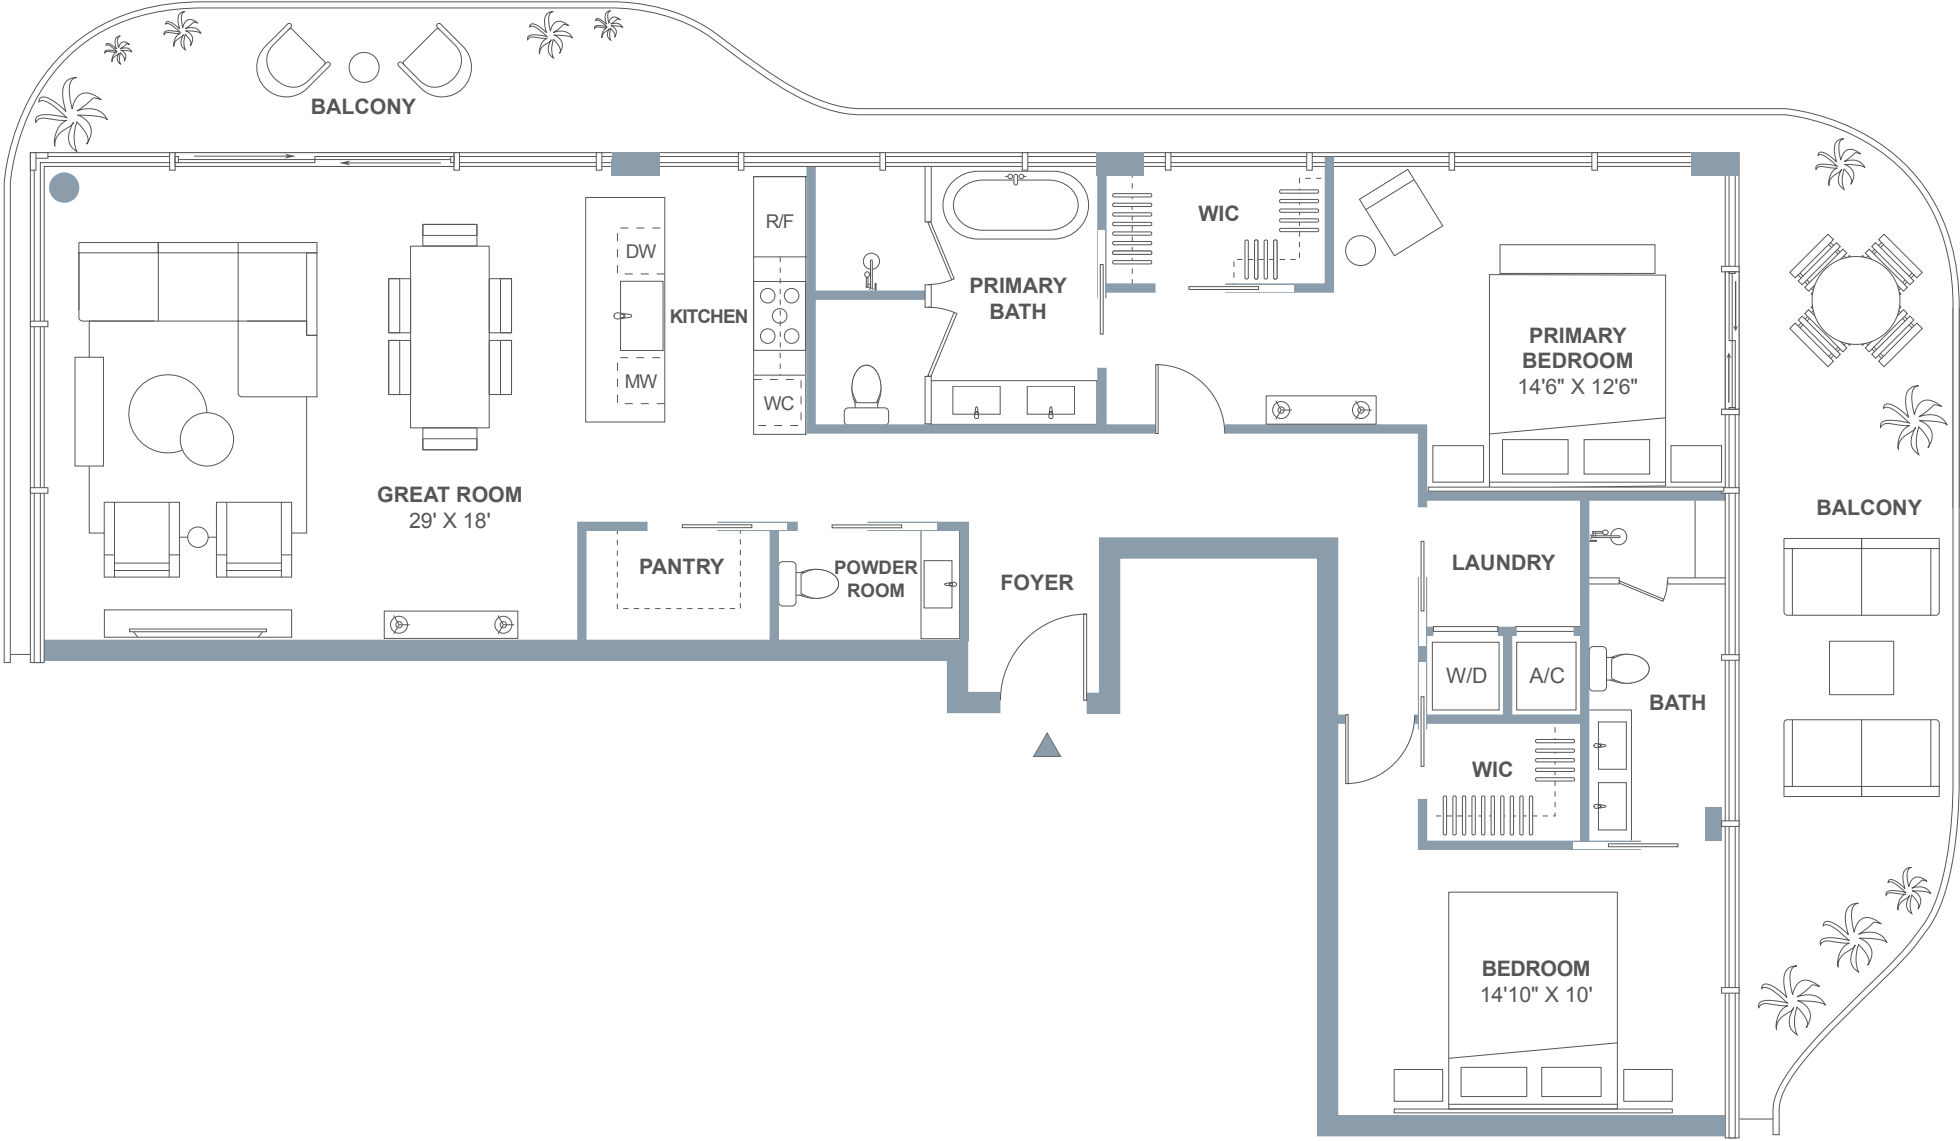 BALCONY
R/F
DW
KITCHEN
MW
WC
PRIMARY
BATH
WIC
PRIMARY
BEDROOM
14'6" X 12'6"
GREAT ROOM
29' X 18'
PANTRY
POWDER
ROOM
FOYER
LAUNDRY
W/D
A/C
BATH
WIC
BALCONY
BEDROOM
14'10" X 10'